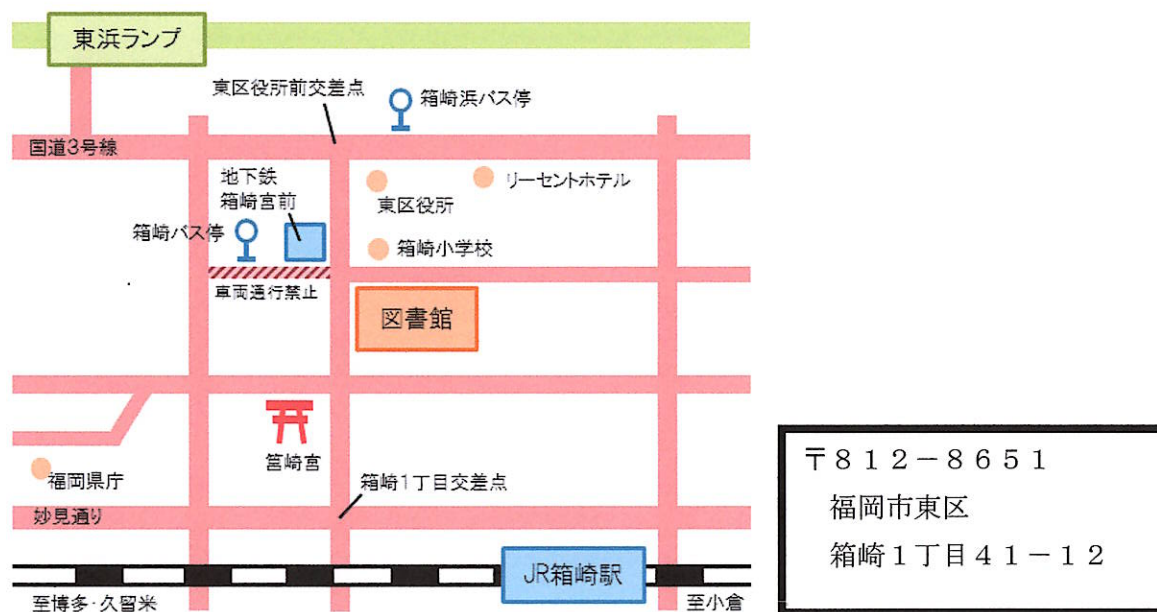 東浜ランプ
東区役所前交差点
箱崎浜バス停
国道3号線
地下鉄
箱崎宮前
リーセントホテル
東区役所
箱崎バス停
箱崎小学校
車両通行禁止
図書館
筥崎宮
福岡県庁
箱崎1丁目交差点
妙見通り
JR箱崎駅
至博多・久留米
至小倉
〒812-8651
福岡市東区
箱崎1丁目41-12